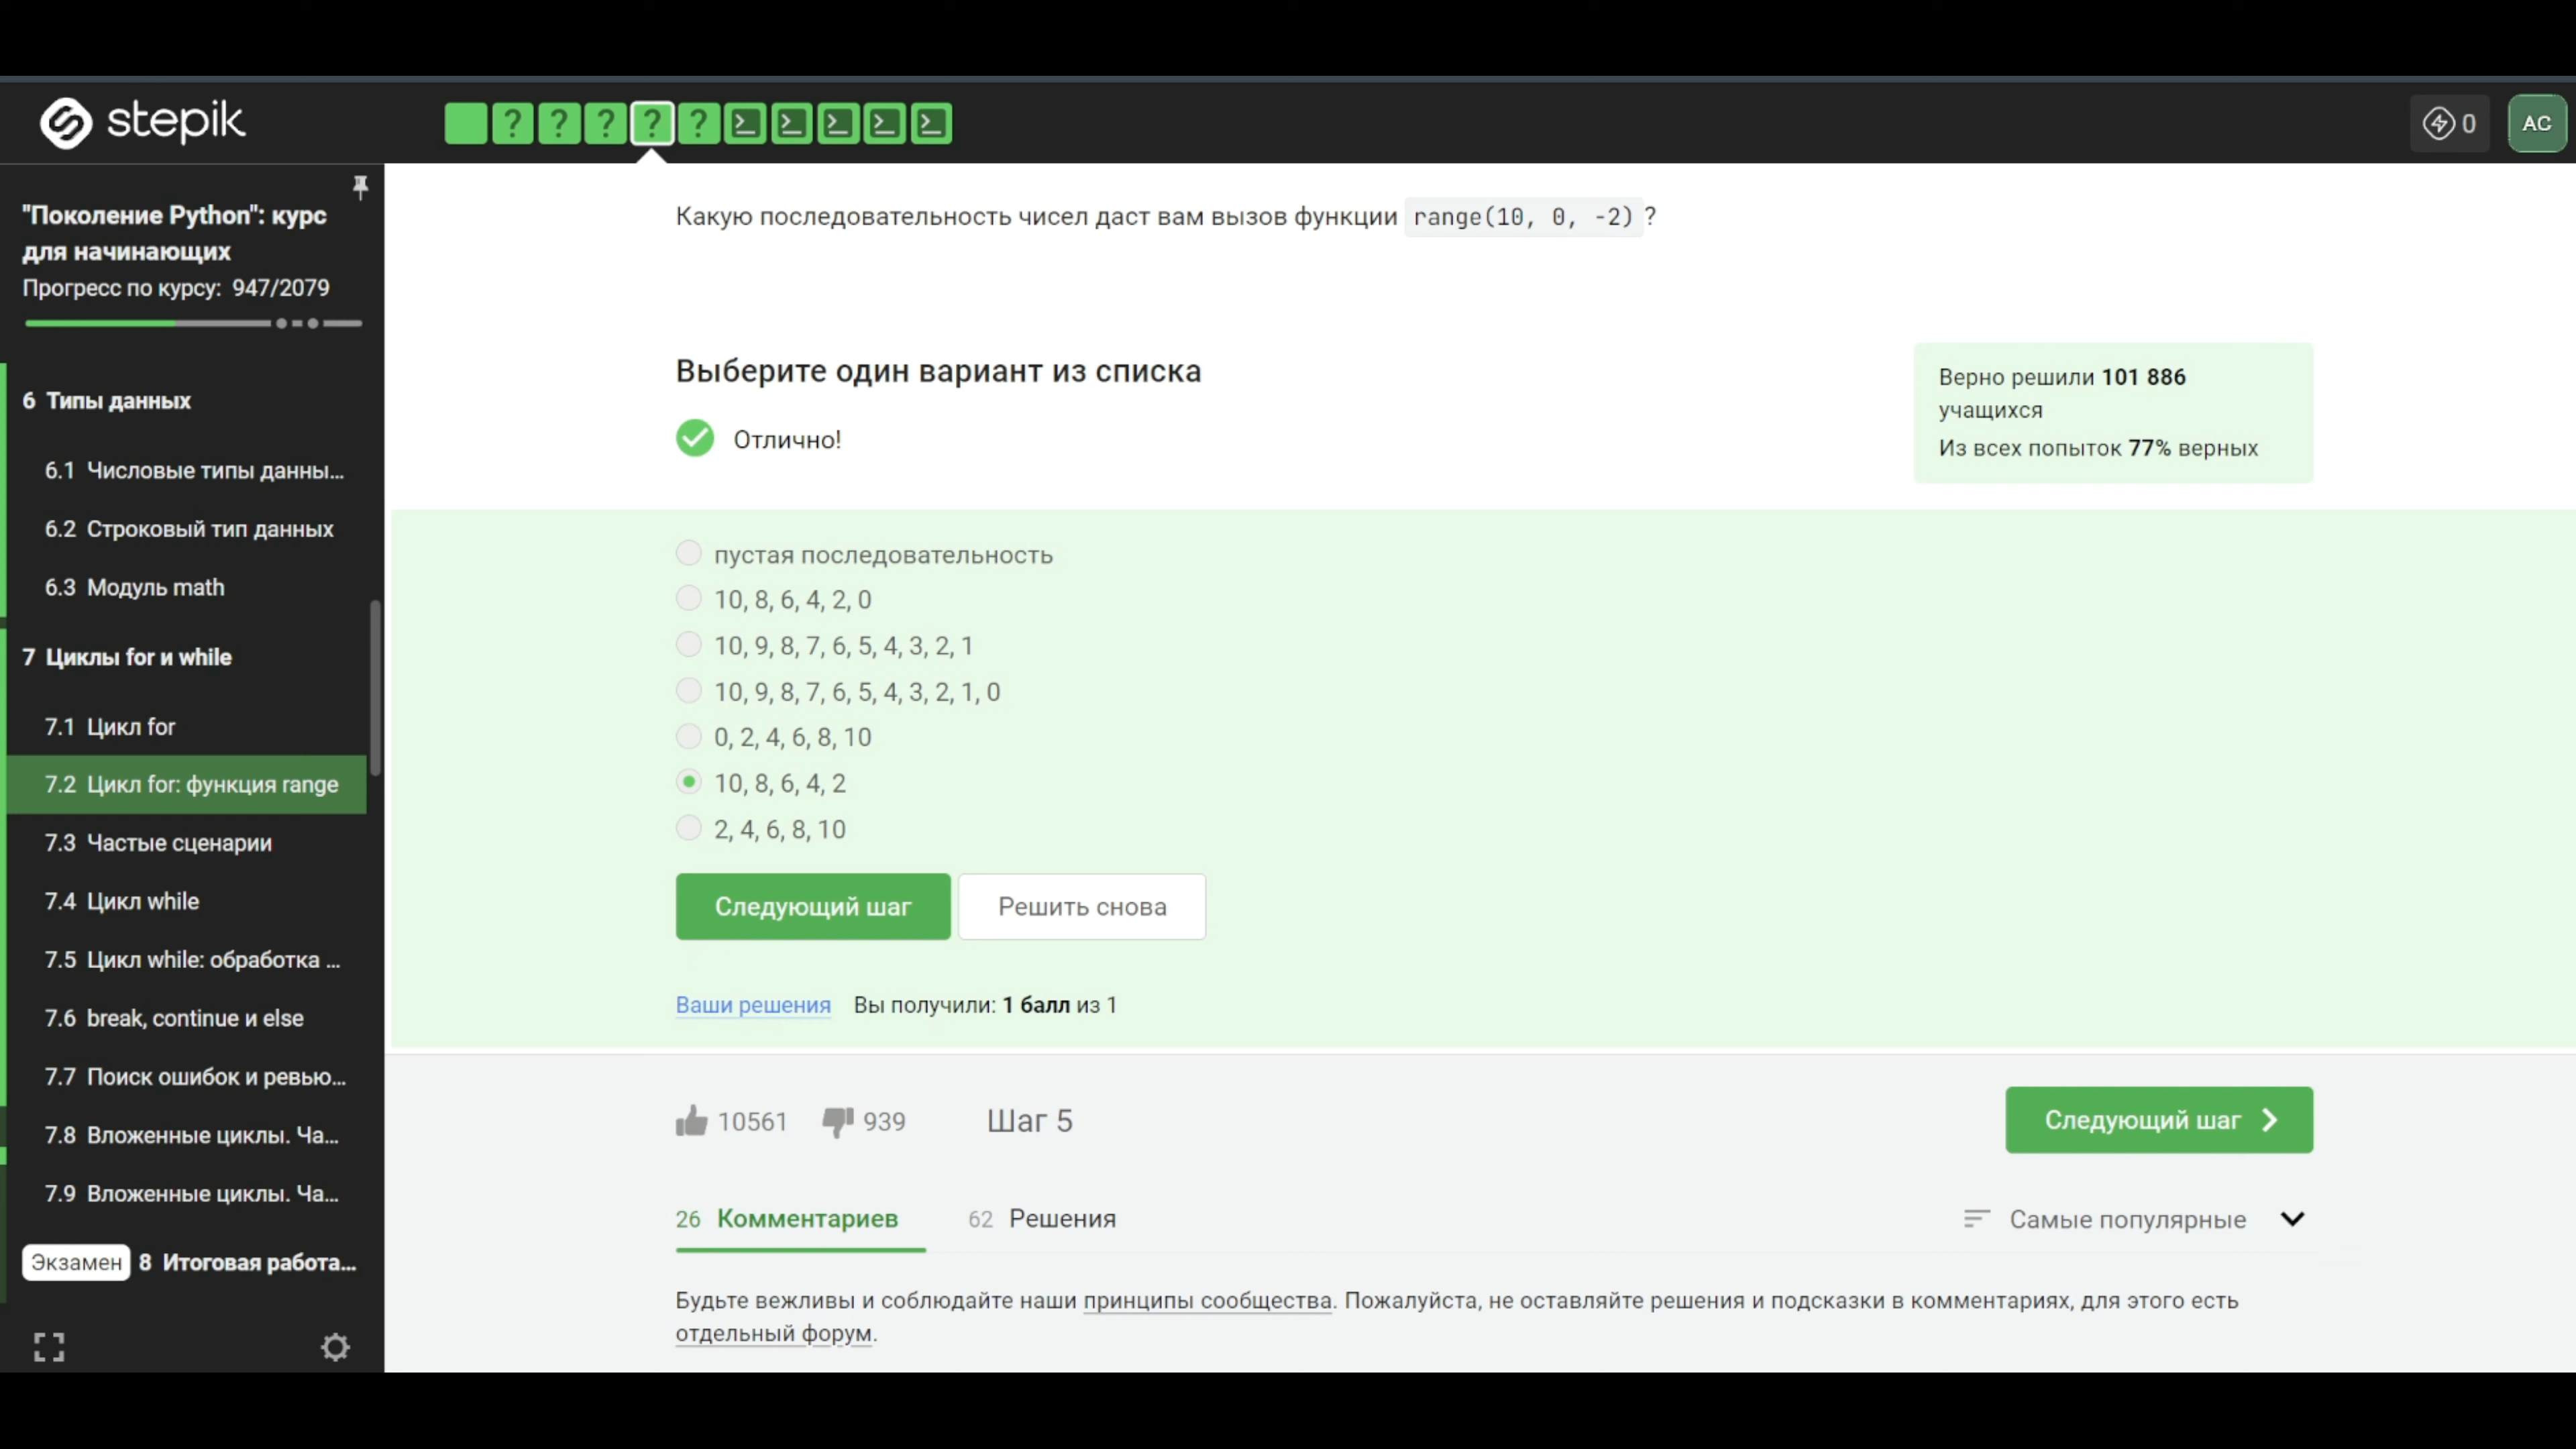 stepik
? ? ? ? ?
0
AC
"Поколение Python": курс
для начинающих
Прогресс по курсу: 947/2079
6 Типы данных
6.1 Числовые типы данны...
6.2 Строковый тип данных
6.3 Модуль math
7 Циклы for и while
7.1 Цикл for
7.2 Цикл for: функция range
7.3 Частые сценарии
7.4 Цикл while
7.5 Цикл while: обработка ...
7.6 break, continue и else
7.7 Поиск ошибок и ревью...
7.8 Вложенные циклы. Ча...
7.9 Вложенные циклы. Ча...
Экзамен 8 Итоговая работа...
Какую последовательность чисел даст вам вызов функции range(10, 0, -2) ?
Выберите один вариант из списка
Отлично!
Верно решили 101 886
учащихся
Из всех попыток 77% верных
пустая последовательность
10, 8, 6, 4, 2, 0
10, 9, 8, 7, 6, 5, 4, 3, 2, 1
10, 9, 8, 7, 6, 5, 4, 3, 2, 1, 0
0, 2, 4, 6, 8, 10
10, 8, 6, 4, 2
2, 4, 6, 8, 10
Следующий шаг
Решить снова
Ваши решения Вы получили: 1 балл из 1
10561 939 Шаг 5
Следующий шаг
26 Комментариев 62 Решения
Самые популярные
Будьте вежливы и соблюдайте наши принципы сообщества. Пожалуйста, не оставляйте решения и подсказки в комментариях, для этого есть
отдельный форум.